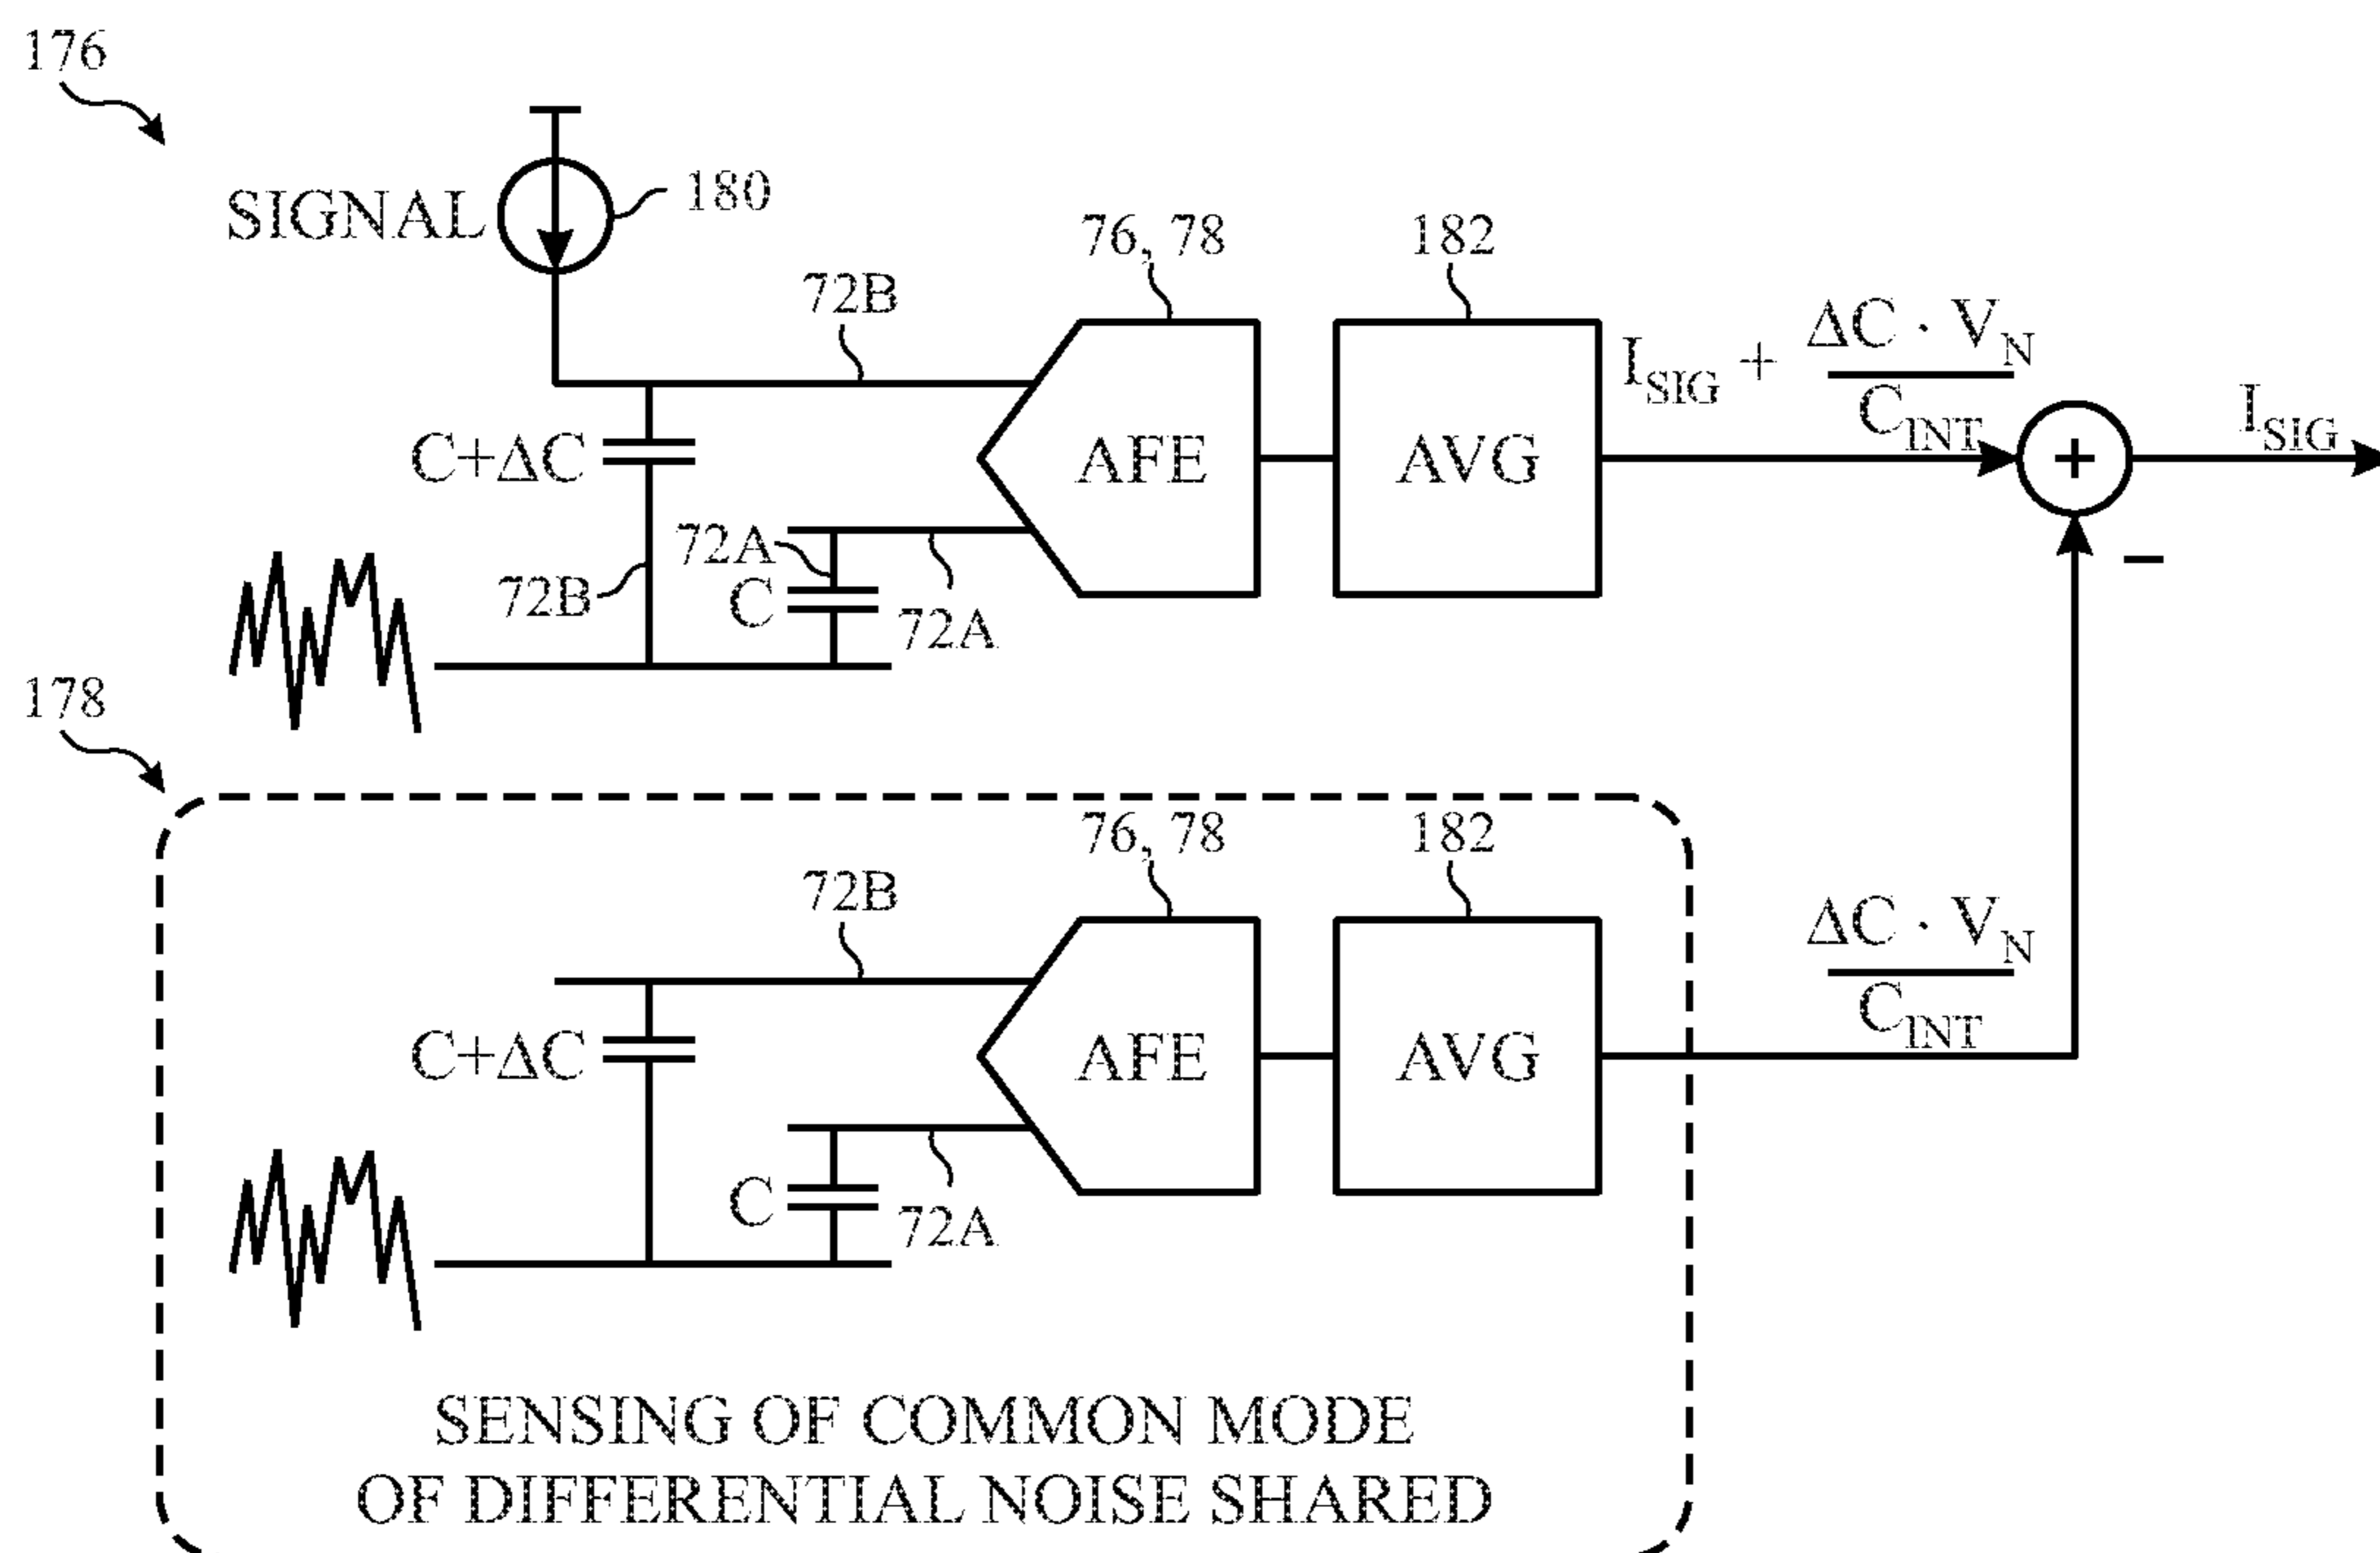 176
SIGNAL
180
72B
76, 78
182
C+ΔC
72A
72B
C
72A
AFE
AVG
I_SIG + ΔC · V_N
C_INT
+
I_SIG
−
178
72B
76, 78
182
C+ΔC
C
72A
AFE
AVG
ΔC · V_N
C_INT
SENSING OF COMMON MODE
OF DIFFERENTIAL NOISE SHARED